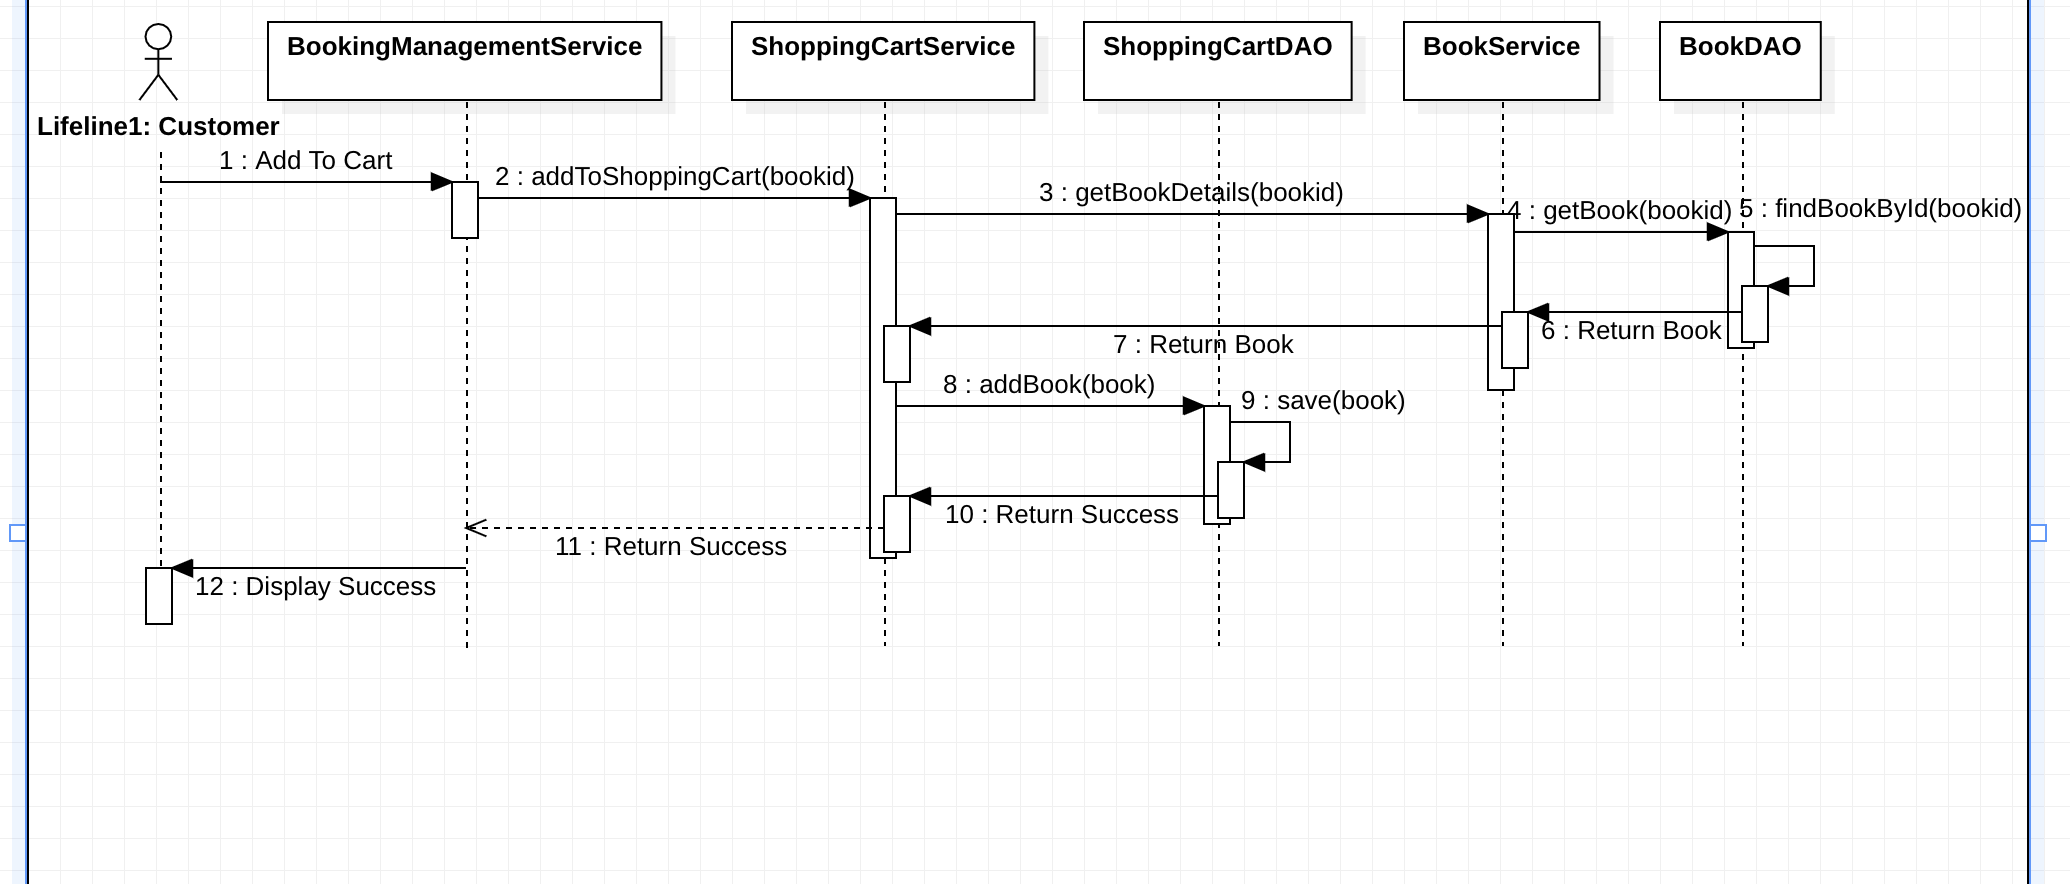 BookingManagementService
ShoppingCartService
ShoppingCartDAO
BookService
BookDAO
Lifeline1: Customer
1 : Add To Cart
2 : addToShoppingCart(bookid)
3 : getBookDetails(bookid)
4 : getBook(bookid)
5 : findBookById(bookid)
6 : Return Book
7 : Return Book
8 : addBook(book)
9 : save(book)
10 : Return Success
11 : Return Success
12 : Display Success